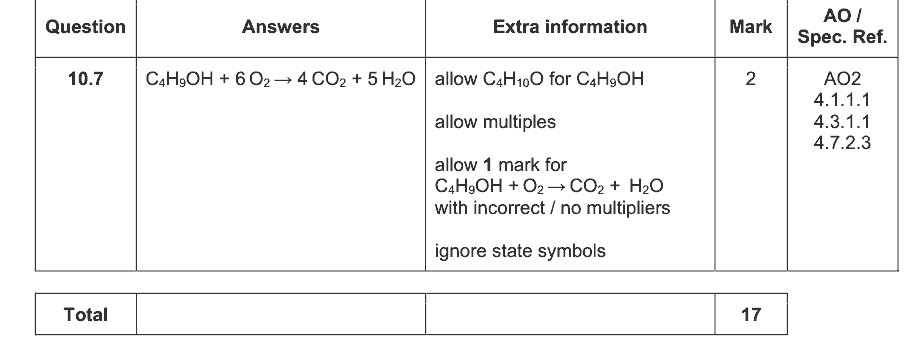 Question Answers Extra information Mark AO /
Spec. Ref.
10.7 C₄H₉OH + 6 O₂ → 4 CO₂ + 5 H₂O allow C₄H₁₀O for C₄H₉OH 2 AO2
4.1.1.1
allow multiples 4.3.1.1
4.7.2.3
allow 1 mark for
C₄H₉OH + O₂ → CO₂ + H₂O
with incorrect / no multipliers
ignore state symbols
Total 17